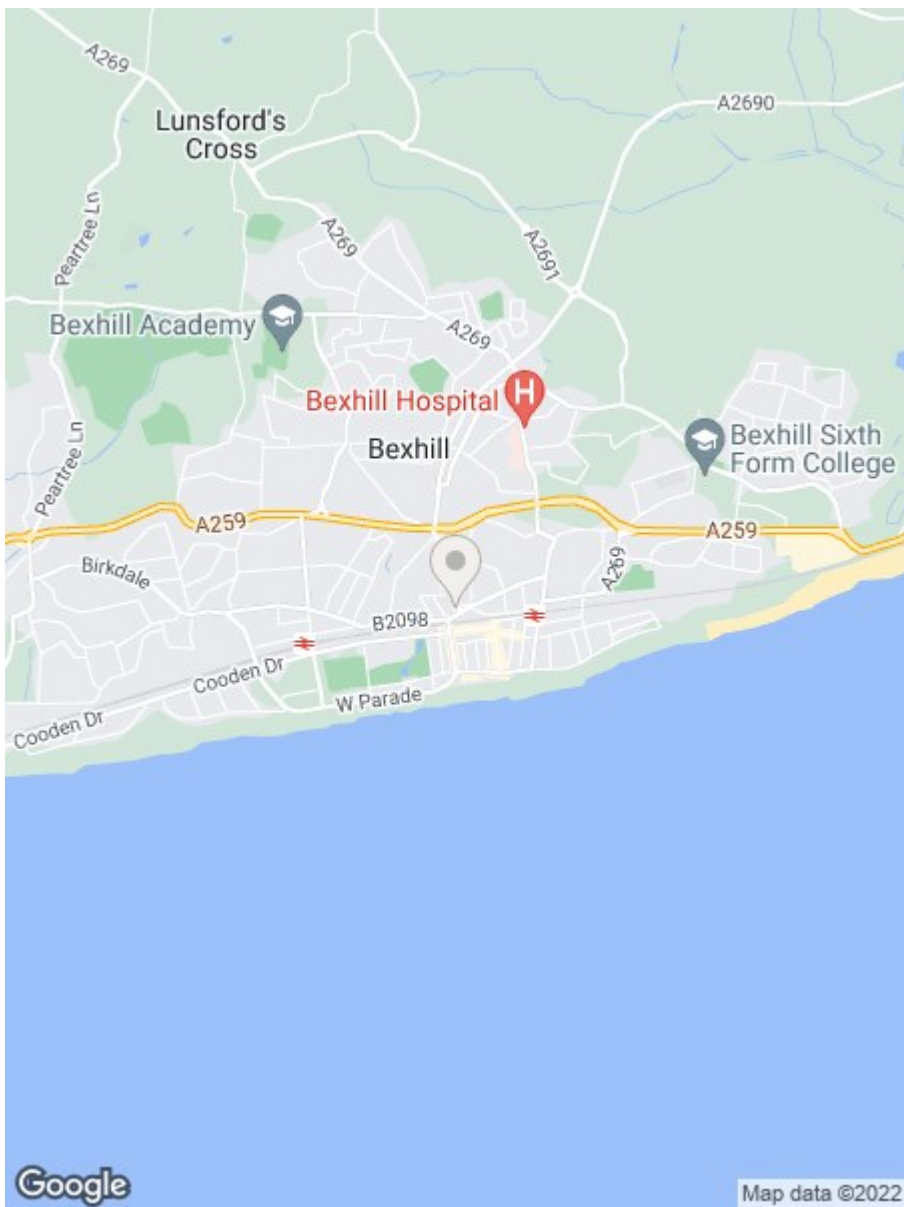 A269
A2690
Lunsford's
Cross
Peartree Ln
A269
A2691
Bexhill Academy
A269
Bexhill Hospital
H
Bexhill
Bexhill Sixth
Form College
Peartree Ln
A259
A259
Birkdale
A269
B2098
Cooden Dr
W Parade
Cooden Dr
Google
Map data ©2022